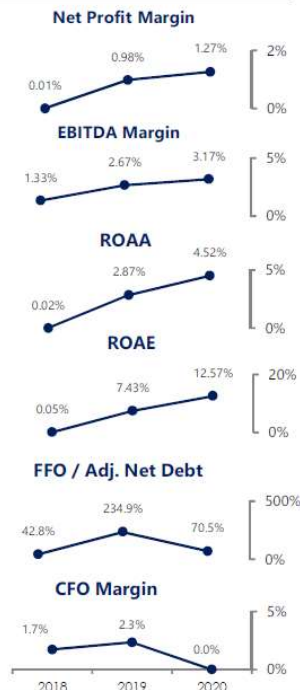 Net Profit Margin
0.01% 0.98% 1.27% 2%
0%
EBITDA Margin
1.33% 2.67% 3.17% 5%
0%
ROAA
0.02% 2.87% 4.52% 5%
0%
ROAE
0.05% 7.43% 12.57% 20%
0%
FFO / Adj. Net Debt
42.8% 234.9% 70.5% 500%
0%
CFO Margin
1.7% 2.3% 0.0% 5%
0%
2018 2019 2020